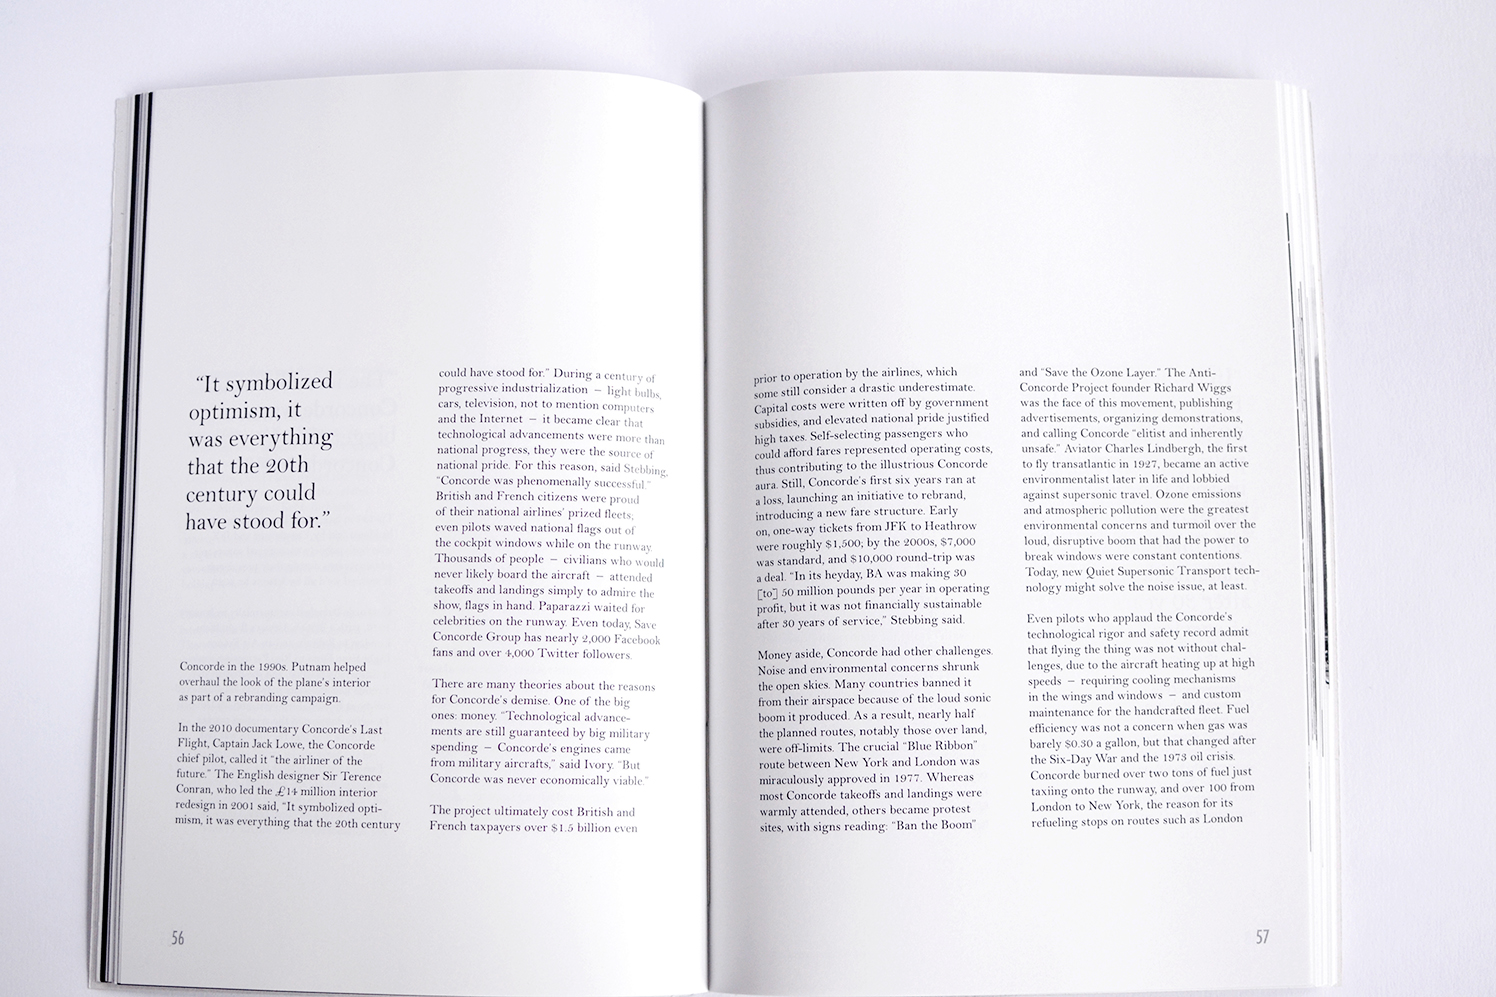 “It symbolized
optimism, it
was everything
that the 20th
century could
have stood for.”
Concorde in the 1990s. Putnam helped
overhaul the look of the plane’s interior
as part of a rebranding campaign.
In the 2010 documentary Concorde’s Last
Flight, Captain Jack Lowe, the Concorde
chief pilot, called it “the airliner of the
future.” The English designer Sir Terence
Conran, who led the £14 million interior
redesign in 2001 said, “It symbolized opti-
mism, it was everything that the 20th century
could have stood for.” During a century of
progressive industrialization – light bulbs,
cars, television, not to mention computers
and the Internet – it became clear that
technological advancements were more than
national progress, they were the source of
national pride. For this reason, said Stebbing,
“Concorde was phenomenally successful.”
British and French citizens were proud
of their national airlines’ prized fleets;
even pilots waved national flags out of
the cockpit windows while on the runway.
Thousands of people – civilians who would
never likely board the aircraft – attended
takeoffs and landings simply to admire the
show, flags in hand. Paparazzi waited for
celebrities on the runway. Even today, Save
Concorde Group has nearly 2,000 Facebook
fans and over 4,000 Twitter followers.
There are many theories about the reasons
for Concorde’s demise. One of the big
ones: money. “Technological advance-
ments are still guaranteed by big military
spending – Concorde’s engines came
from military aircrafts,” said Ivory. “But
Concorde was never economically viable.”
The project ultimately cost British and
French taxpayers over $1.5 billion even
56
prior to operation by the airlines, which
some still consider a drastic underestimate.
Capital costs were written off by government
subsidies, and elevated national pride justified
high taxes. Self-selecting passengers who
could afford fares represented operating costs,
thus contributing to the illustrious Concorde
aura. Still, Concorde’s first six years ran at
a loss, launching an initiative to rebrand,
introducing a new fare structure. Early
on, one-way tickets from JFK to Heathrow
were roughly $1,500; by the 2000s, $7,000
was standard, and $10,000 round-trip was
a deal. “In its heyday, BA was making 30
[to] 50 million pounds per year in operating
profit, but it was not financially sustainable
after 30 years of service,” Stebbing said.
Money aside, Concorde had other challenges.
Noise and environmental concerns shrunk
the open skies. Many countries banned it
from their airspace because of the loud sonic
boom it produced. As a result, nearly half
the planned routes, notably those over land,
were off-limits. The crucial “Blue Ribbon”
route between New York and London was
miraculously approved in 1977. Whereas
most Concorde takeoffs and landings were
warmly attended, others became protest
sites, with signs reading: “Ban the Boom”
and “Save the Ozone Layer.” The Anti-
Concorde Project founder Richard Wiggs
was the face of this movement, publishing
advertisements, organizing demonstrations,
and calling Concorde “elitist and inherently
unsafe.” Aviator Charles Lindbergh, the first
to fly transatlantic in 1927, became an active
environmentalist later in life and lobbied
against supersonic travel. Ozone emissions
and atmospheric pollution were the greatest
environmental concerns and turmoil over the
loud, disruptive boom that had the power to
break windows were constant contentions.
Today, new Quiet Supersonic Transport tech-
nology might solve the noise issue, at least.
Even pilots who applaud the Concorde’s
technological rigor and safety record admit
that flying the thing was not without chal-
lenges, due to the aircraft heating up at high
speeds – requiring cooling mechanisms
in the wings and windows – and custom
maintenance for the handcrafted fleet. Fuel
efficiency was not a concern when gas was
barely $0.30 a gallon, but that changed after
the Six-Day War and the 1973 oil crisis.
Concorde burned over two tons of fuel just
taxiing onto the runway, and over 100 from
London to New York, the reason for its
refueling stops on routes such as London
57